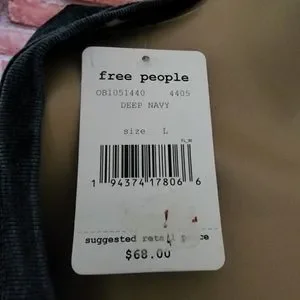 free people
OB1051440 4405
DEEP NAVY
size L
1 94374 17806 6
suggested retail price
$68.00